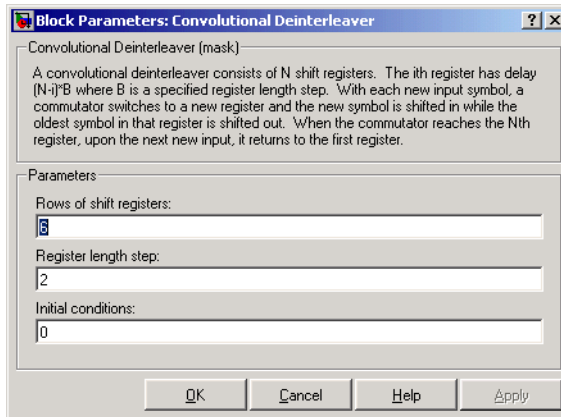 Block Parameters: Convolutional Deinterleaver
Convolutional Deinterleaver (mask)
A convolutional deinterleaver consists of N shift registers. The ith register has delay
(N-i)*B where B is a specified register length step. With each new input symbol, a
commutator switches to a new register and the new symbol is shifted in while the
oldest symbol in that register is shifted out. When the commutator reaches the Nth
register, upon the next new input, it returns to the first register.
Parameters
Rows of shift registers:
6
Register length step:
2
Initial conditions:
0
OK Cancel Help Apply